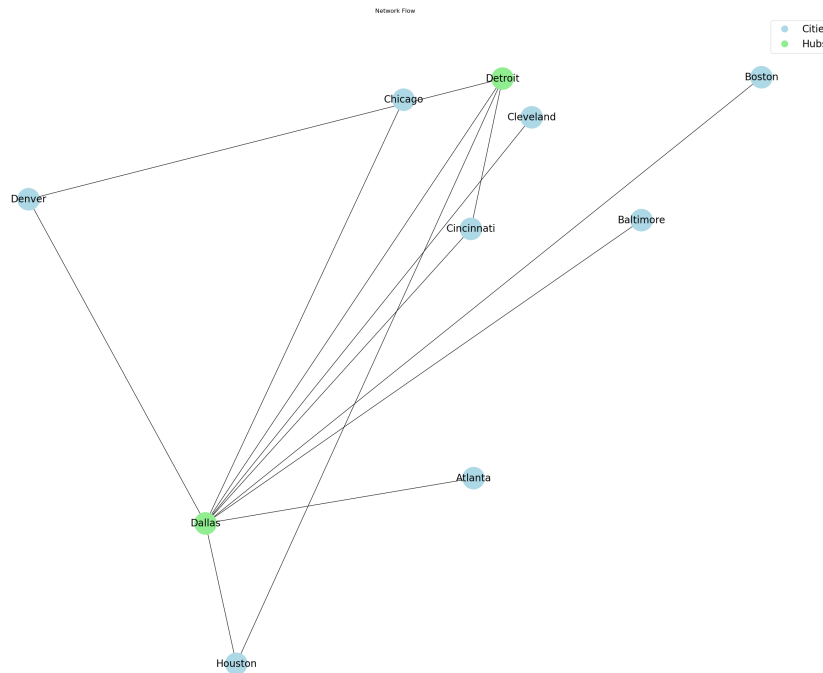 Network Flow
Citie
Hubs
Detroit
Boston
Chicago
Cleveland
Denver
Baltimore
Cincinnati
Atlanta
Dallas
Houston